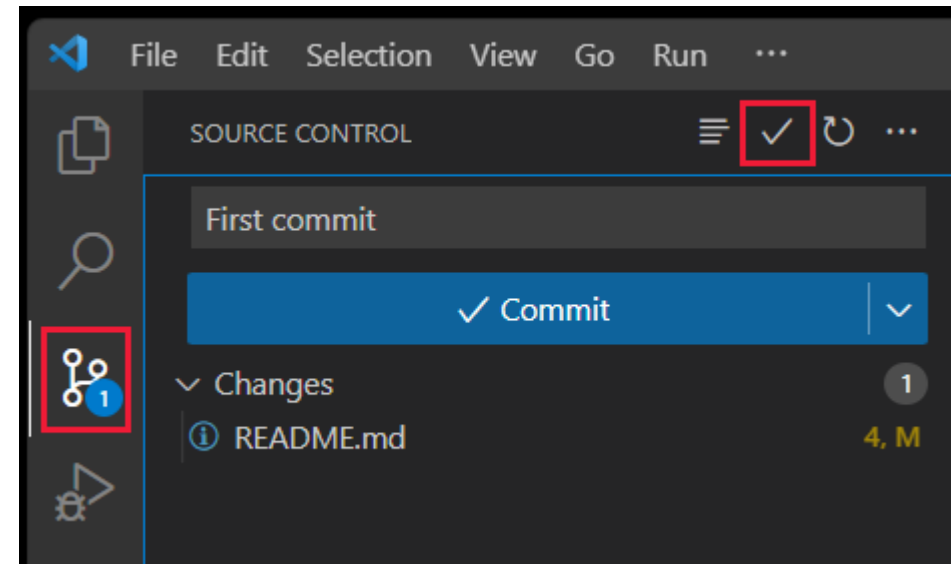 File Edit Selection View Go Run ···
SOURCE CONTROL ···
First commit
✓ Commit
Changes 1
1
README.md 4, M